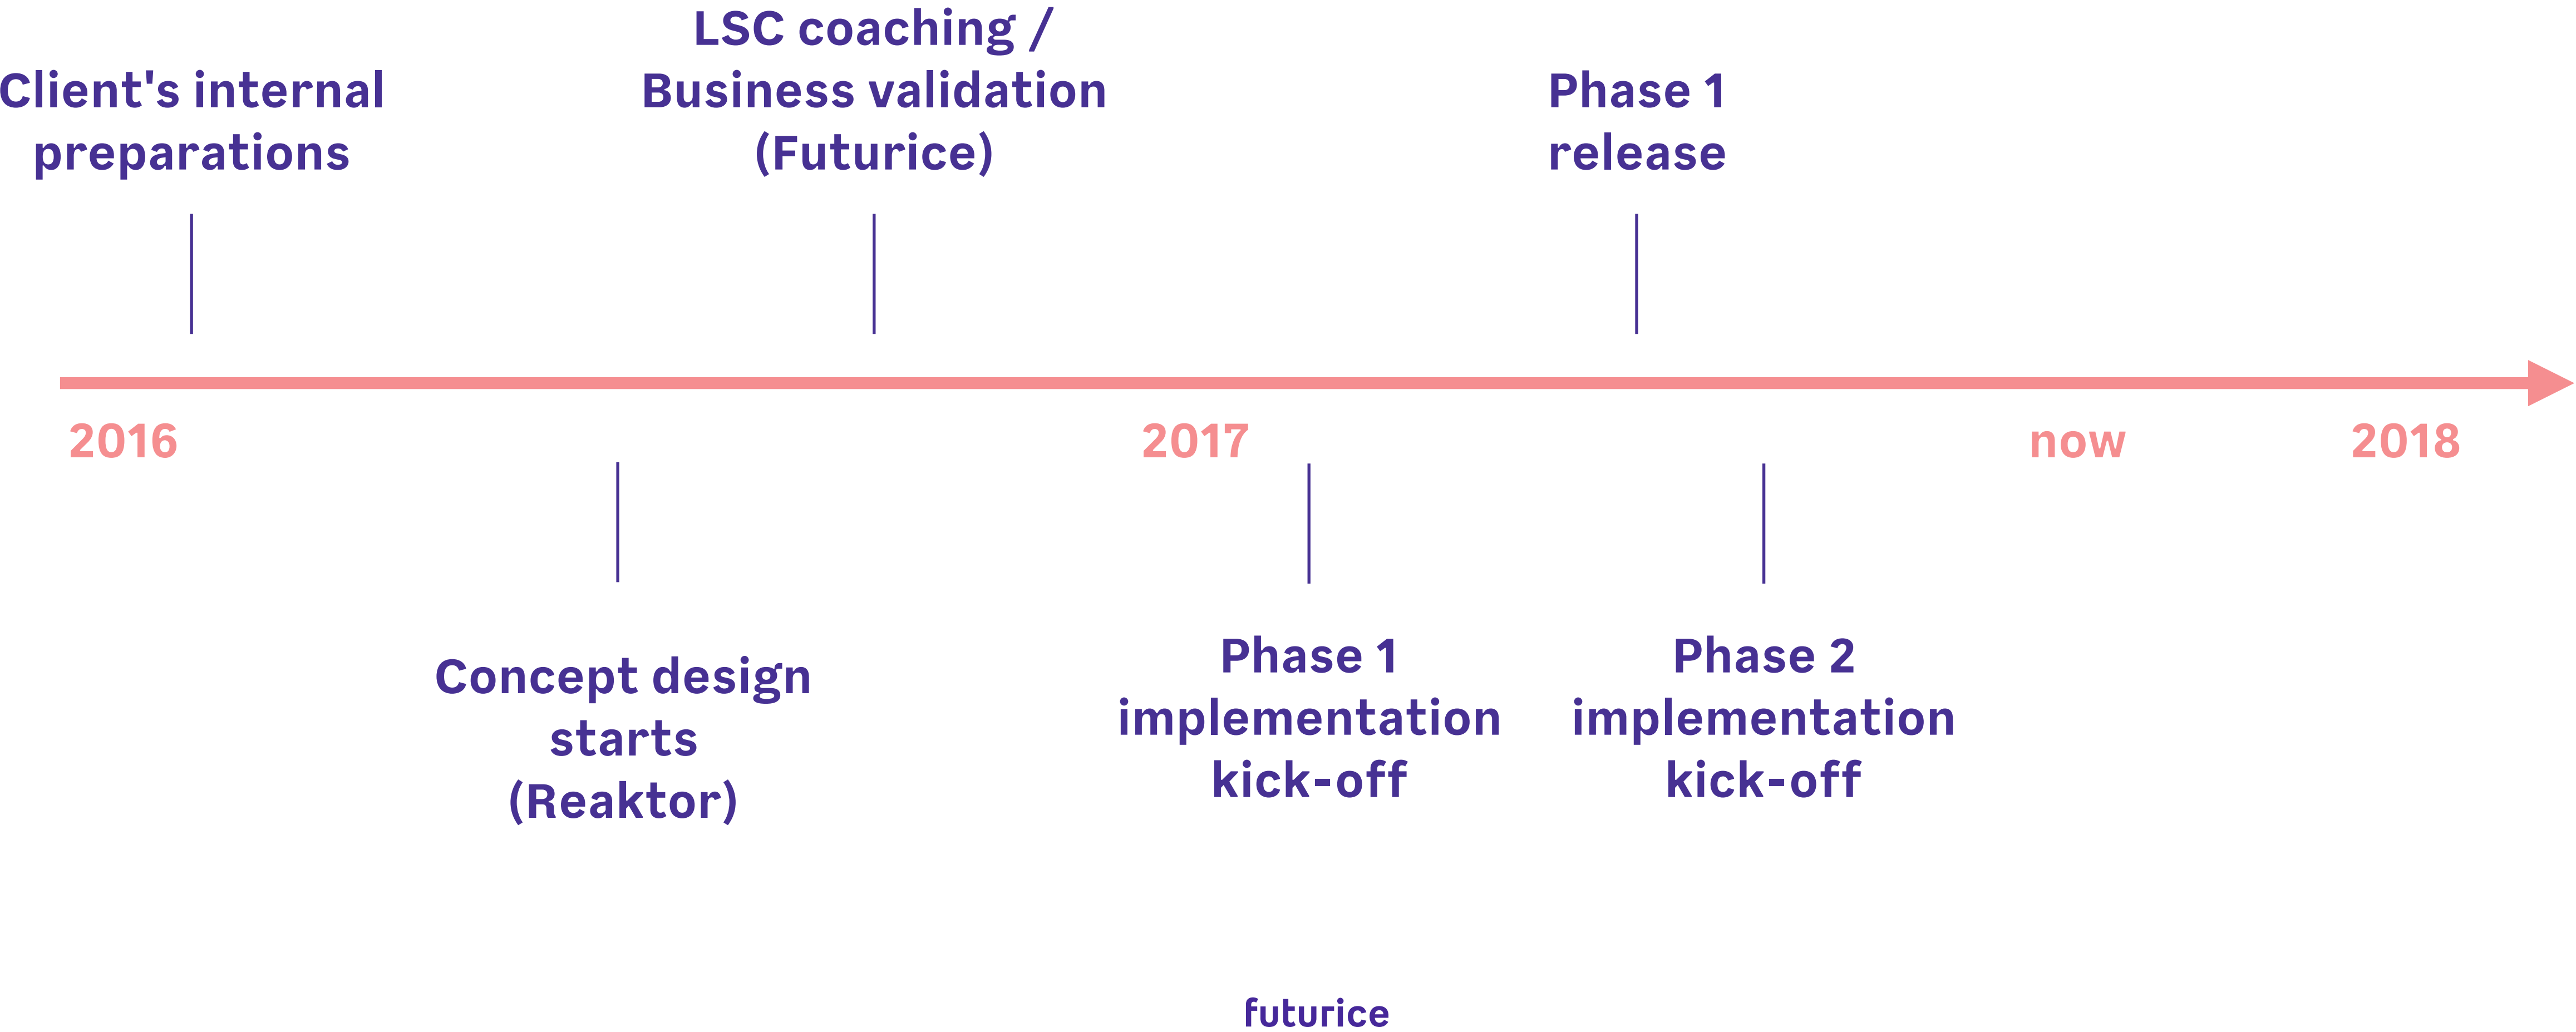 Client's internal
preparations
LSC coaching /
Business validation
(Futurice)
Phase 1
release
2016
2017
now
2018
Concept design
starts
(Reaktor)
Phase 1
implementation
kick-off
Phase 2
implementation
kick-off
futurice